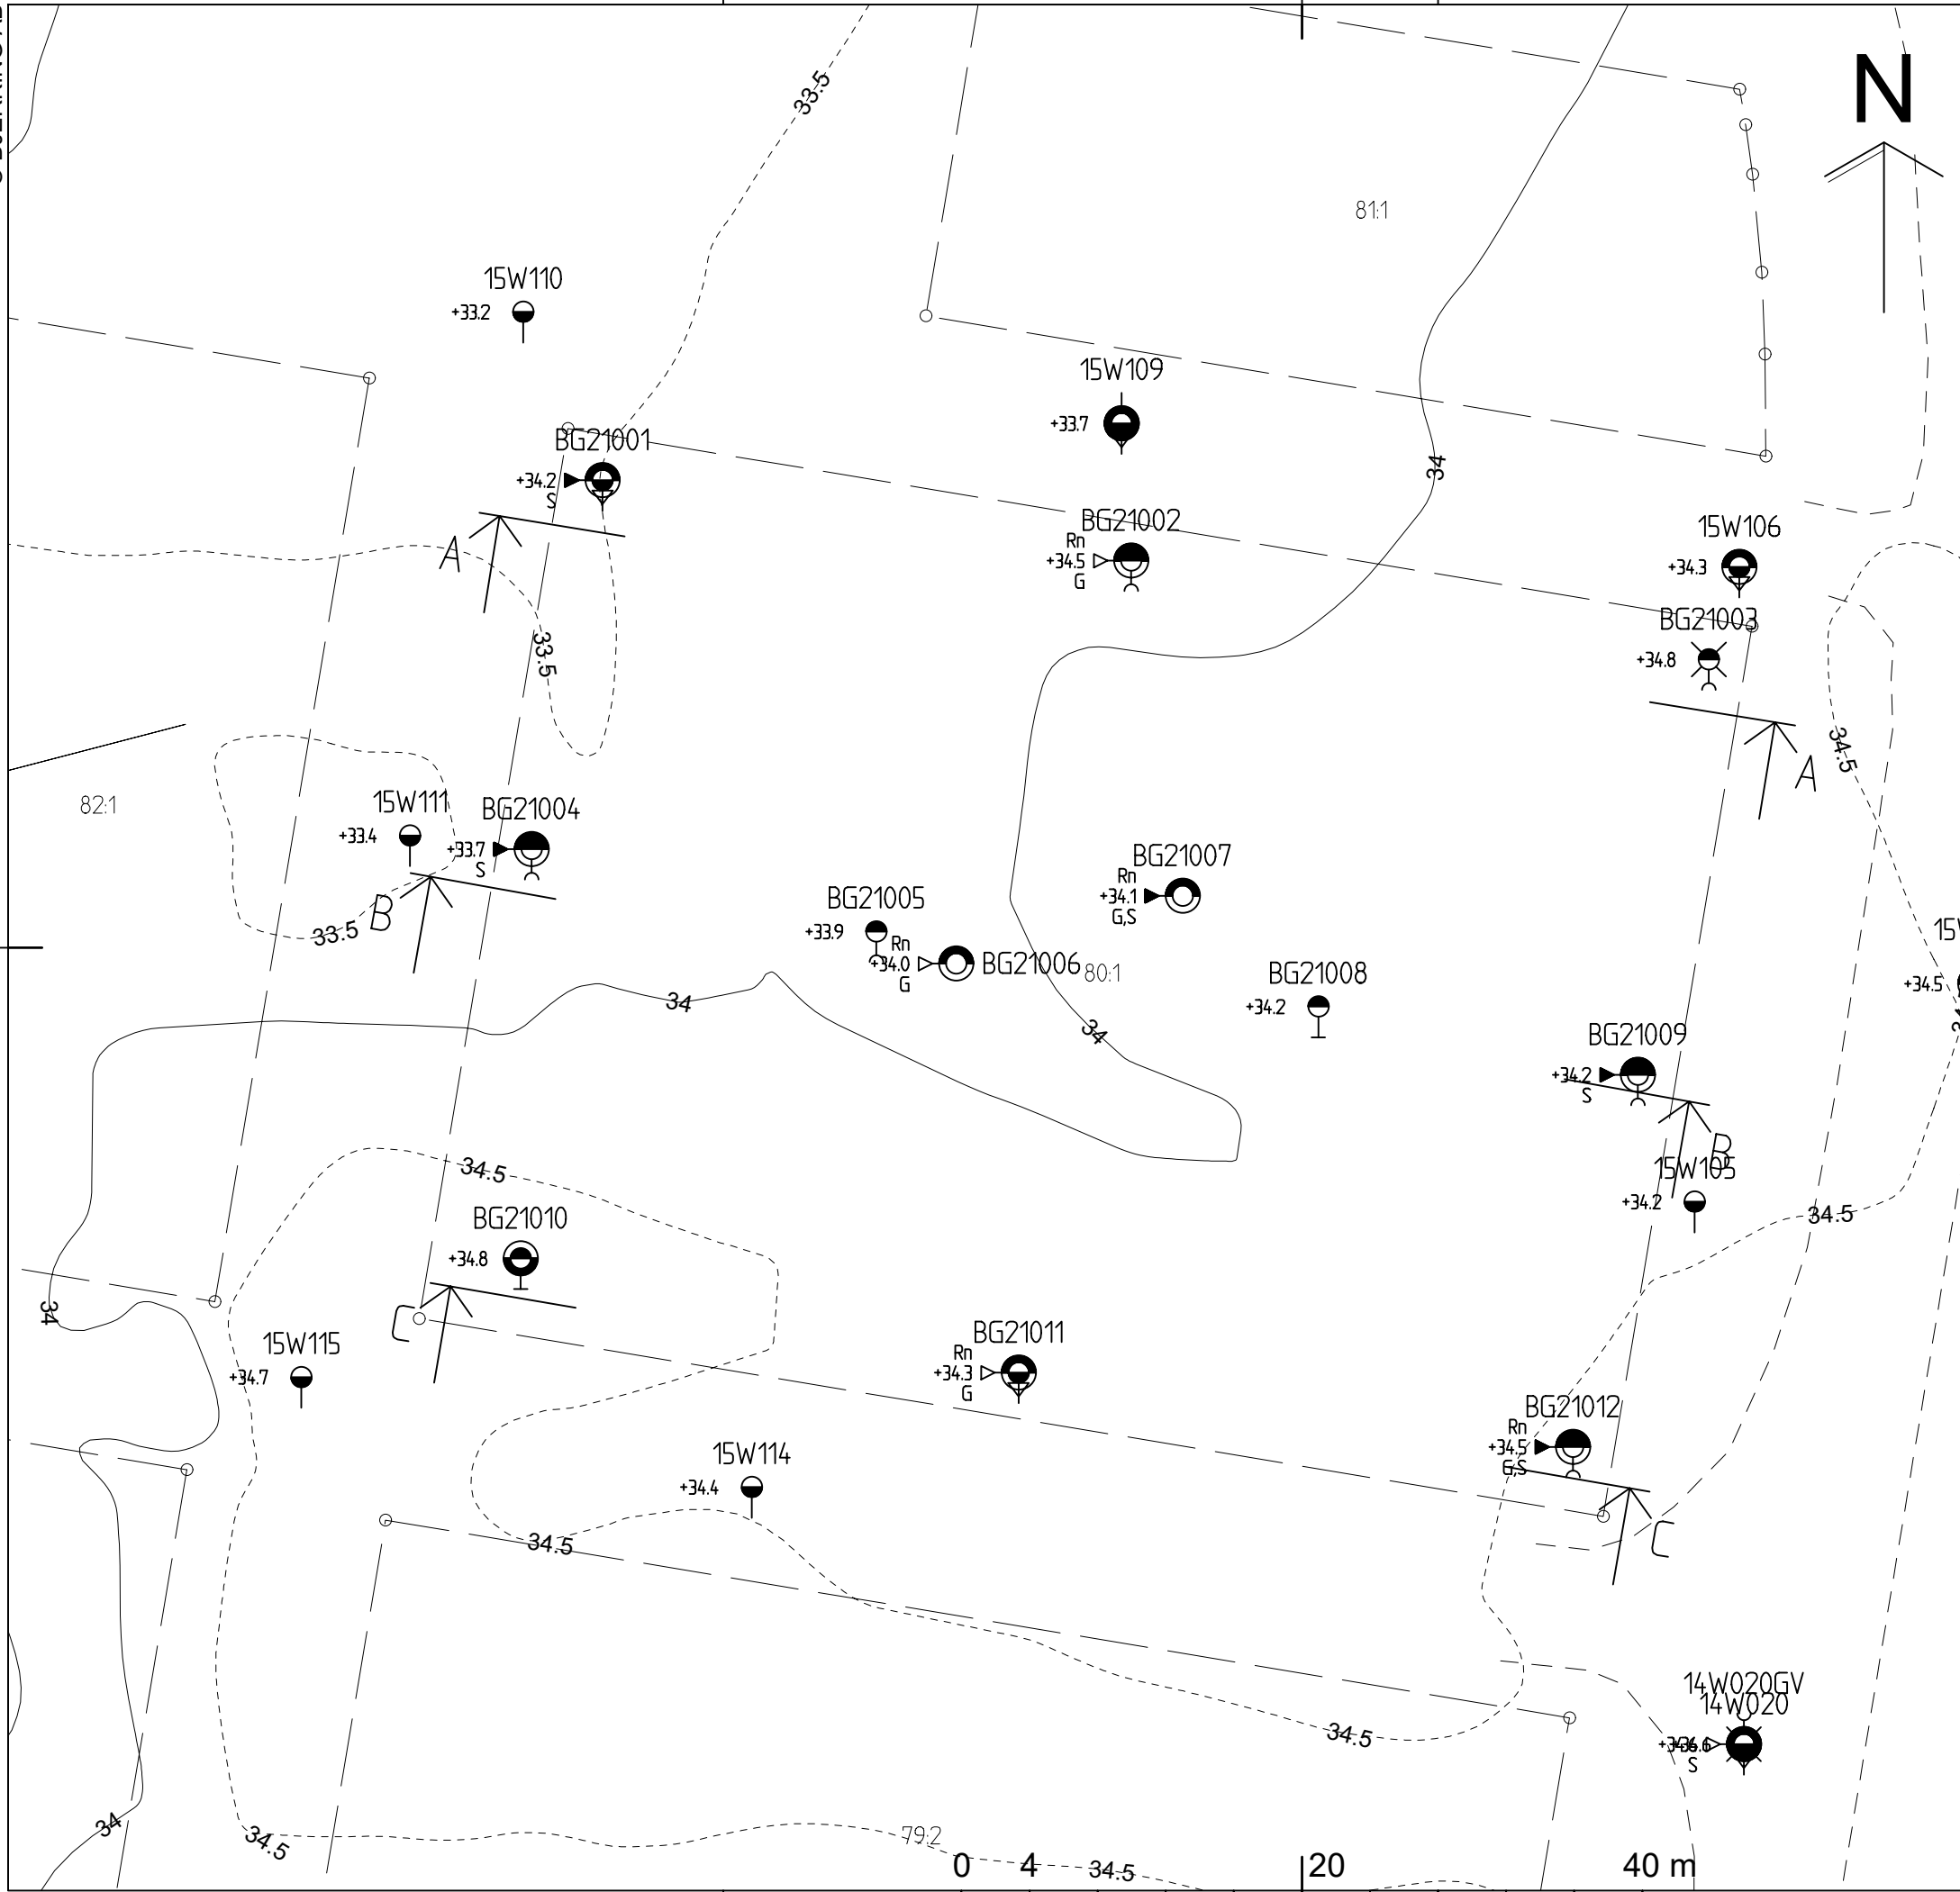 33.5
N
81:1
15W110
+33.2
15W109
+33.7
34
BG21001
+34.2
S
BG21002
Rn
+34.5
G
A
15W106
+34.3
BG21003
+34.8
33.5
34.5
A
82:1
15W111
+33.4
BG21004
+33.7
S
B
33.5
BG21007
Rn
+34.1
G,S
BG21005
+33.9
Rn
+34.0
G
BG21006
80:1
BG21008
+34.2
34
34
+34.5
BG21009
+34.2
S
B
15W105
+34.2
34.5
34.5
BG21010
+34.8
C
34
15W115
+34.7
BG21011
Rn
+34.3
G
BG21012
Rn
+34.5
G,S
15W114
+34.4
34.5
C
14W020GV
14W020
S
34.5
34
34.5
79:2
34.5
0 4 20 40 m